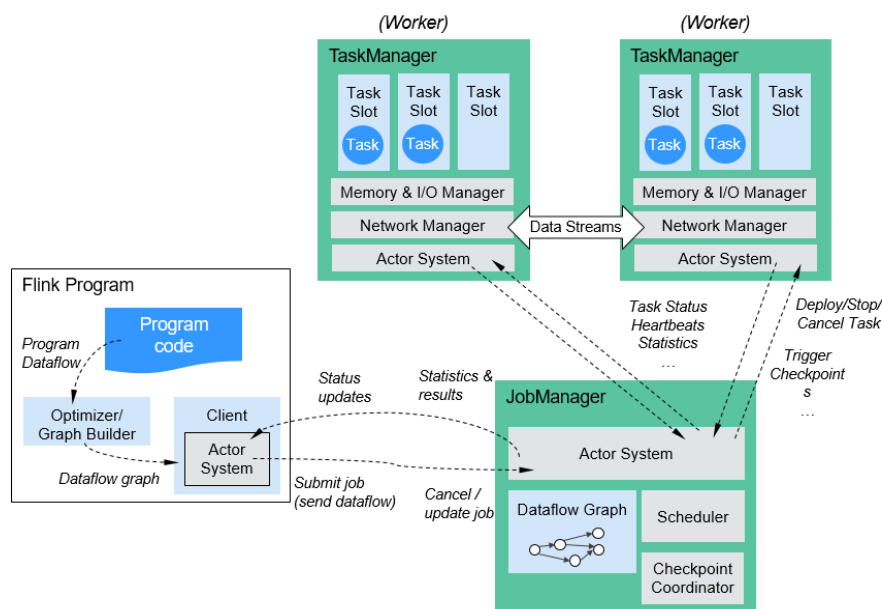 (Worker)
(Worker)
TaskManager
TaskManager
Task
Slot
Task
Task
Slot
Task
Task
Slot
Task
Slot
Task
Task
Slot
Task
Task
Slot
Memory & I/O Manager
Memory & I/O Manager
Network Manager
Data Streams
Network Manager
Actor System
Actor System
Flink Program
Program
code
Program
Dataflow
Optimizer/
Graph Builder
Client
Actor
System
Dataflow graph
Status
updates
Statistics &
results
Submit job
(send dataflow)
Cancel /
update job
Task Status
Heartbeats
Statistics
...
Deploy/Stop/
Cancel Task
Trigger
Checkpoint
s
...
JobManager
Actor System
Dataflow Graph
Scheduler
Checkpoint
Coordinator